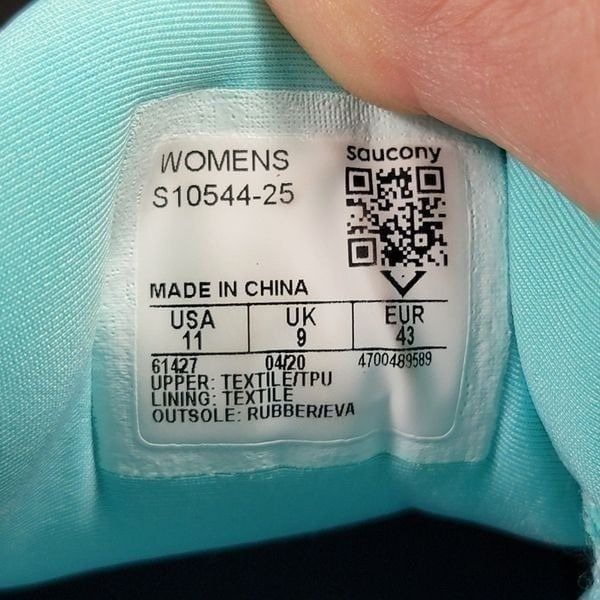 WOMENS
saucony
S10544-25
MADE IN CHINA
USA UK EUR
11 9 43
61427 04/20 4700489589
UPPER: TEXTILE/TPU
LINING: TEXTILE
OUTSOLE: RUBBER/EVA